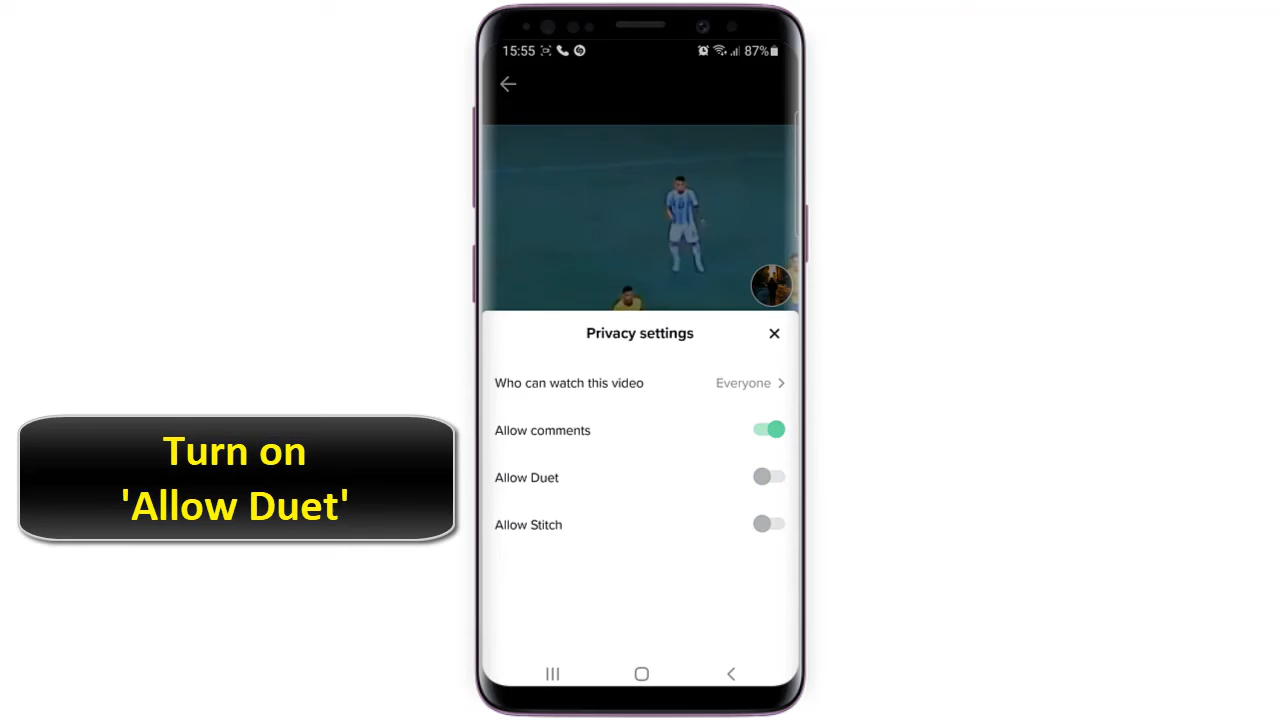 15:55 87%
Privacy settings
Who can watch this video Everyone
Allow comments
Allow Duet
Allow Stitch
Turn on
'Allow Duet'